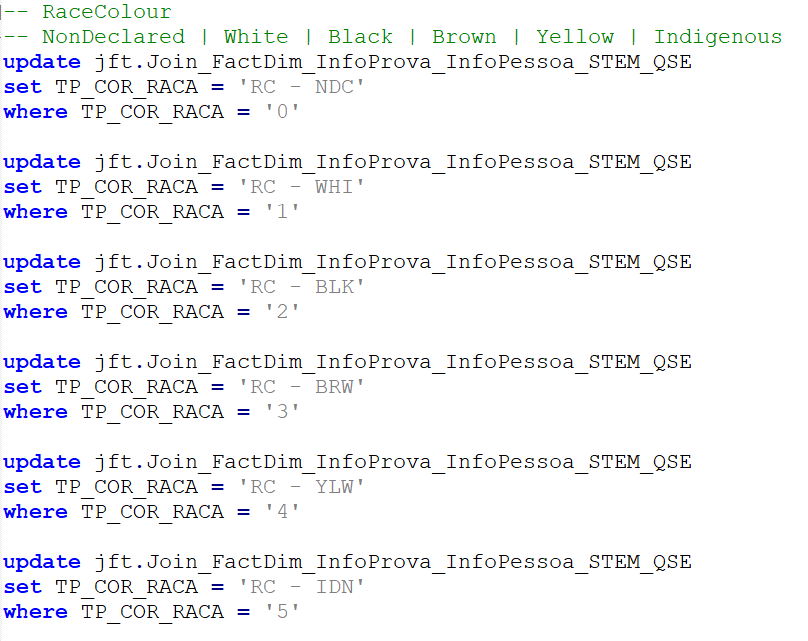 -- RaceColour
-- NonDeclared | White | Black | Brown | Yellow | Indigenous
update jft.Join_FactDim_InfoProva_InfoPessoa_STEM_QSE
set TP_COR_RACA = 'RC - NDC'
where TP_COR_RACA = '0'

update jft.Join_FactDim_InfoProva_InfoPessoa_STEM_QSE
set TP_COR_RACA = 'RC - WHI'
where TP_COR_RACA = '1'

update jft.Join_FactDim_InfoProva_InfoPessoa_STEM_QSE
set TP_COR_RACA = 'RC - BLK'
where TP_COR_RACA = '2'

update jft.Join_FactDim_InfoProva_InfoPessoa_STEM_QSE
set TP_COR_RACA = 'RC - BRW'
where TP_COR_RACA = '3'

update jft.Join_FactDim_InfoProva_InfoPessoa_STEM_QSE
set TP_COR_RACA = 'RC - YLW'
where TP_COR_RACA = '4'

update jft.Join_FactDim_InfoProva_InfoPessoa_STEM_QSE
set TP_COR_RACA = 'RC - IDN'
where TP_COR_RACA = '5'